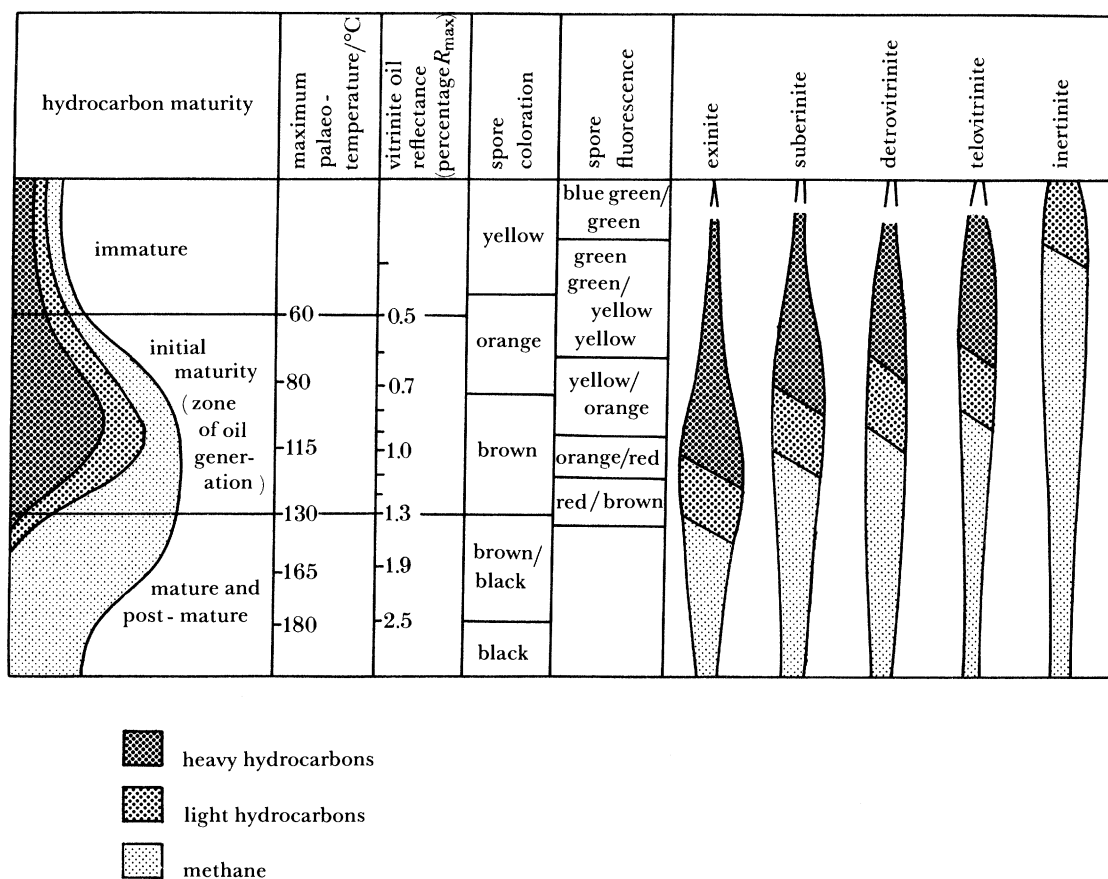 hydrocarbon maturity
maximum
palaeo-
temperature/°C
vitrinite oil
reflectance
(percentage Rmax)
spore
coloration
spore
fluorescence
exinite
suberinite
detrovitrinite
telovitrinite
inertinite
immature
initial
maturity
(zone
of oil
gener-
ation)
mature and
post-mature
60
80
115
130
165
180
0.5
0.7
1.0
1.3
1.9
2.5
yellow
orange
brown
brown/
black
black
blue green/
green
green
green/
yellow
yellow
yellow/
orange
orange/red
red/brown
heavy hydrocarbons
light hydrocarbons
methane